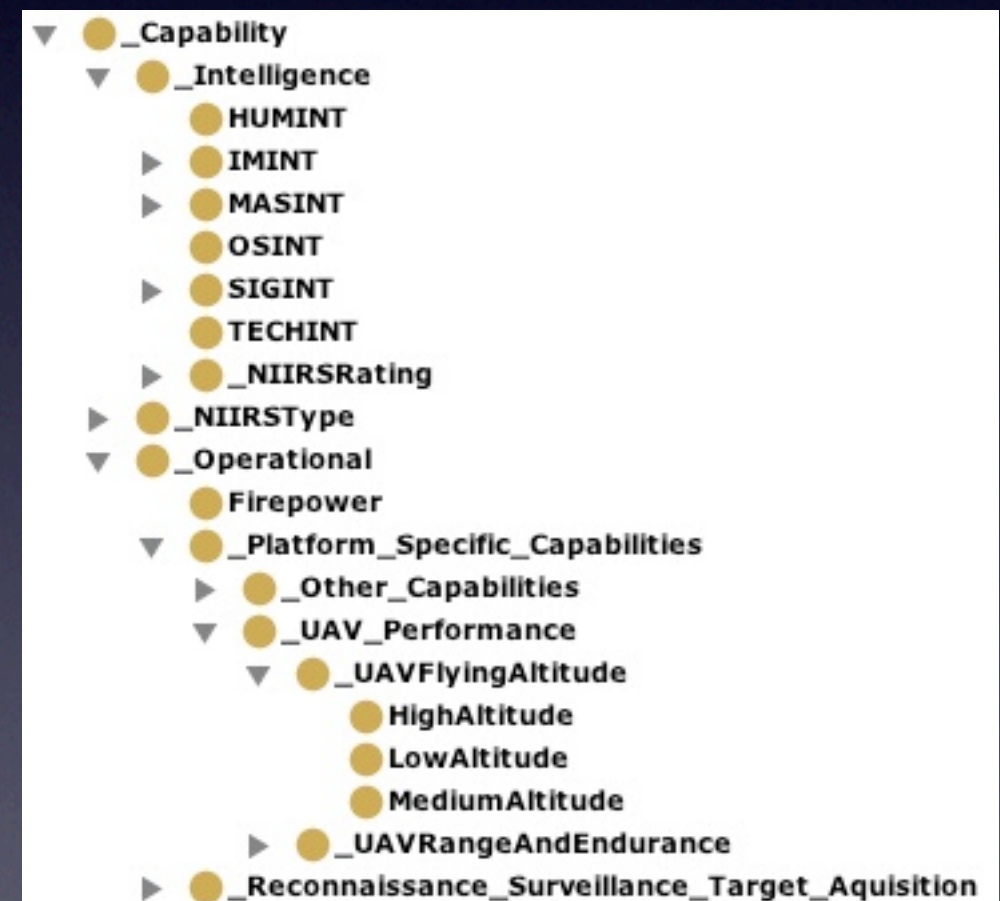 _Capability
_Intelligence
HUMINT
IMINT
MASINT
OSINT
SIGINT
TECHINT
_NIIRSRating
_NIIRSType
_Operational
Firepower
_Platform_Specific_Capabilities
_Other_Capabilities
_UAV_Performance
_UAVFlyingAltitude
HighAltitude
LowAltitude
MediumAltitude
_UAVRangeAndEndurance
_Reconnaissance_Surveillance_Target_Aquisition